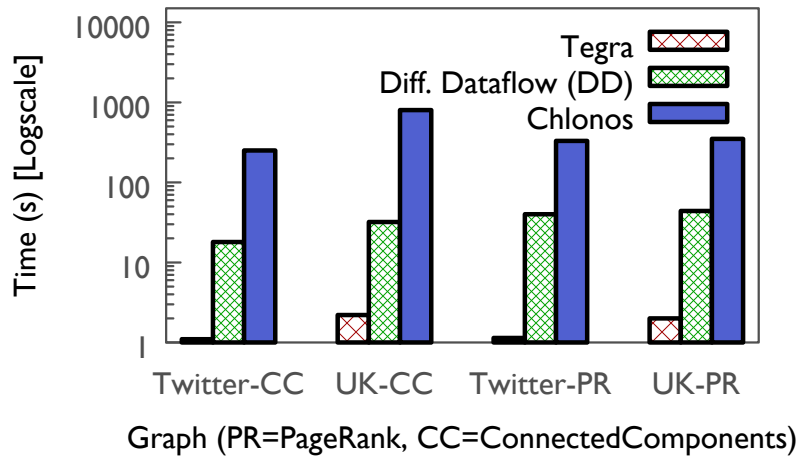 10000
1000
100
10
1
Time (s) [Logscale]
Tegra
Diff. Dataflow (DD)
Chlonos
Twitter-CC UK-CC Twitter-PR UK-PR
Graph (PR=PageRank, CC=ConnectedComponents)